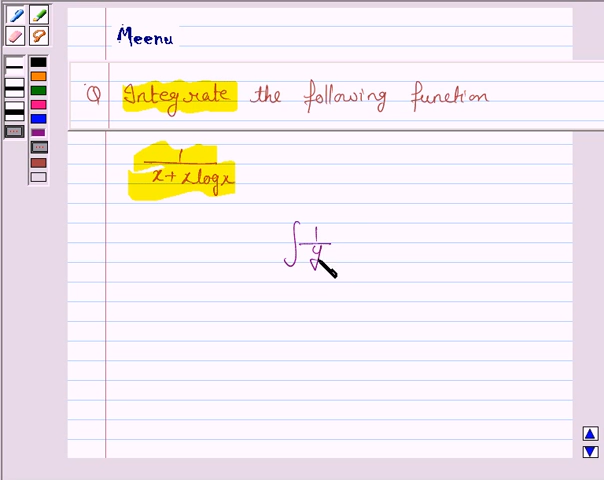 Meenu
Q Integrate the following function
1
x + x log x
∫ 1
y